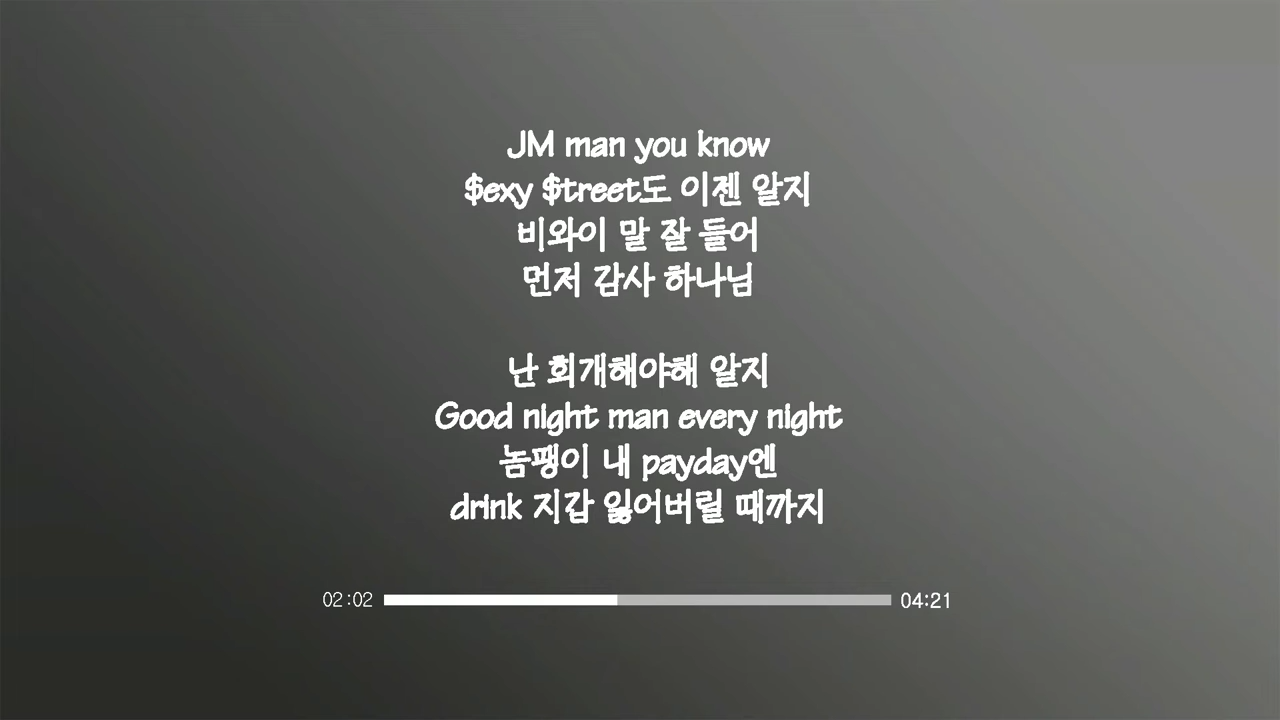 JM man you know
$exy $treet도 이젠 알지
비와이 말 잘 들어
먼저 감사 하나님
난 회개해야해 알지
Good night man every night
놈팽이 내 payday엔
drink 지갑 잃어버릴 때까지
02:02 04:21